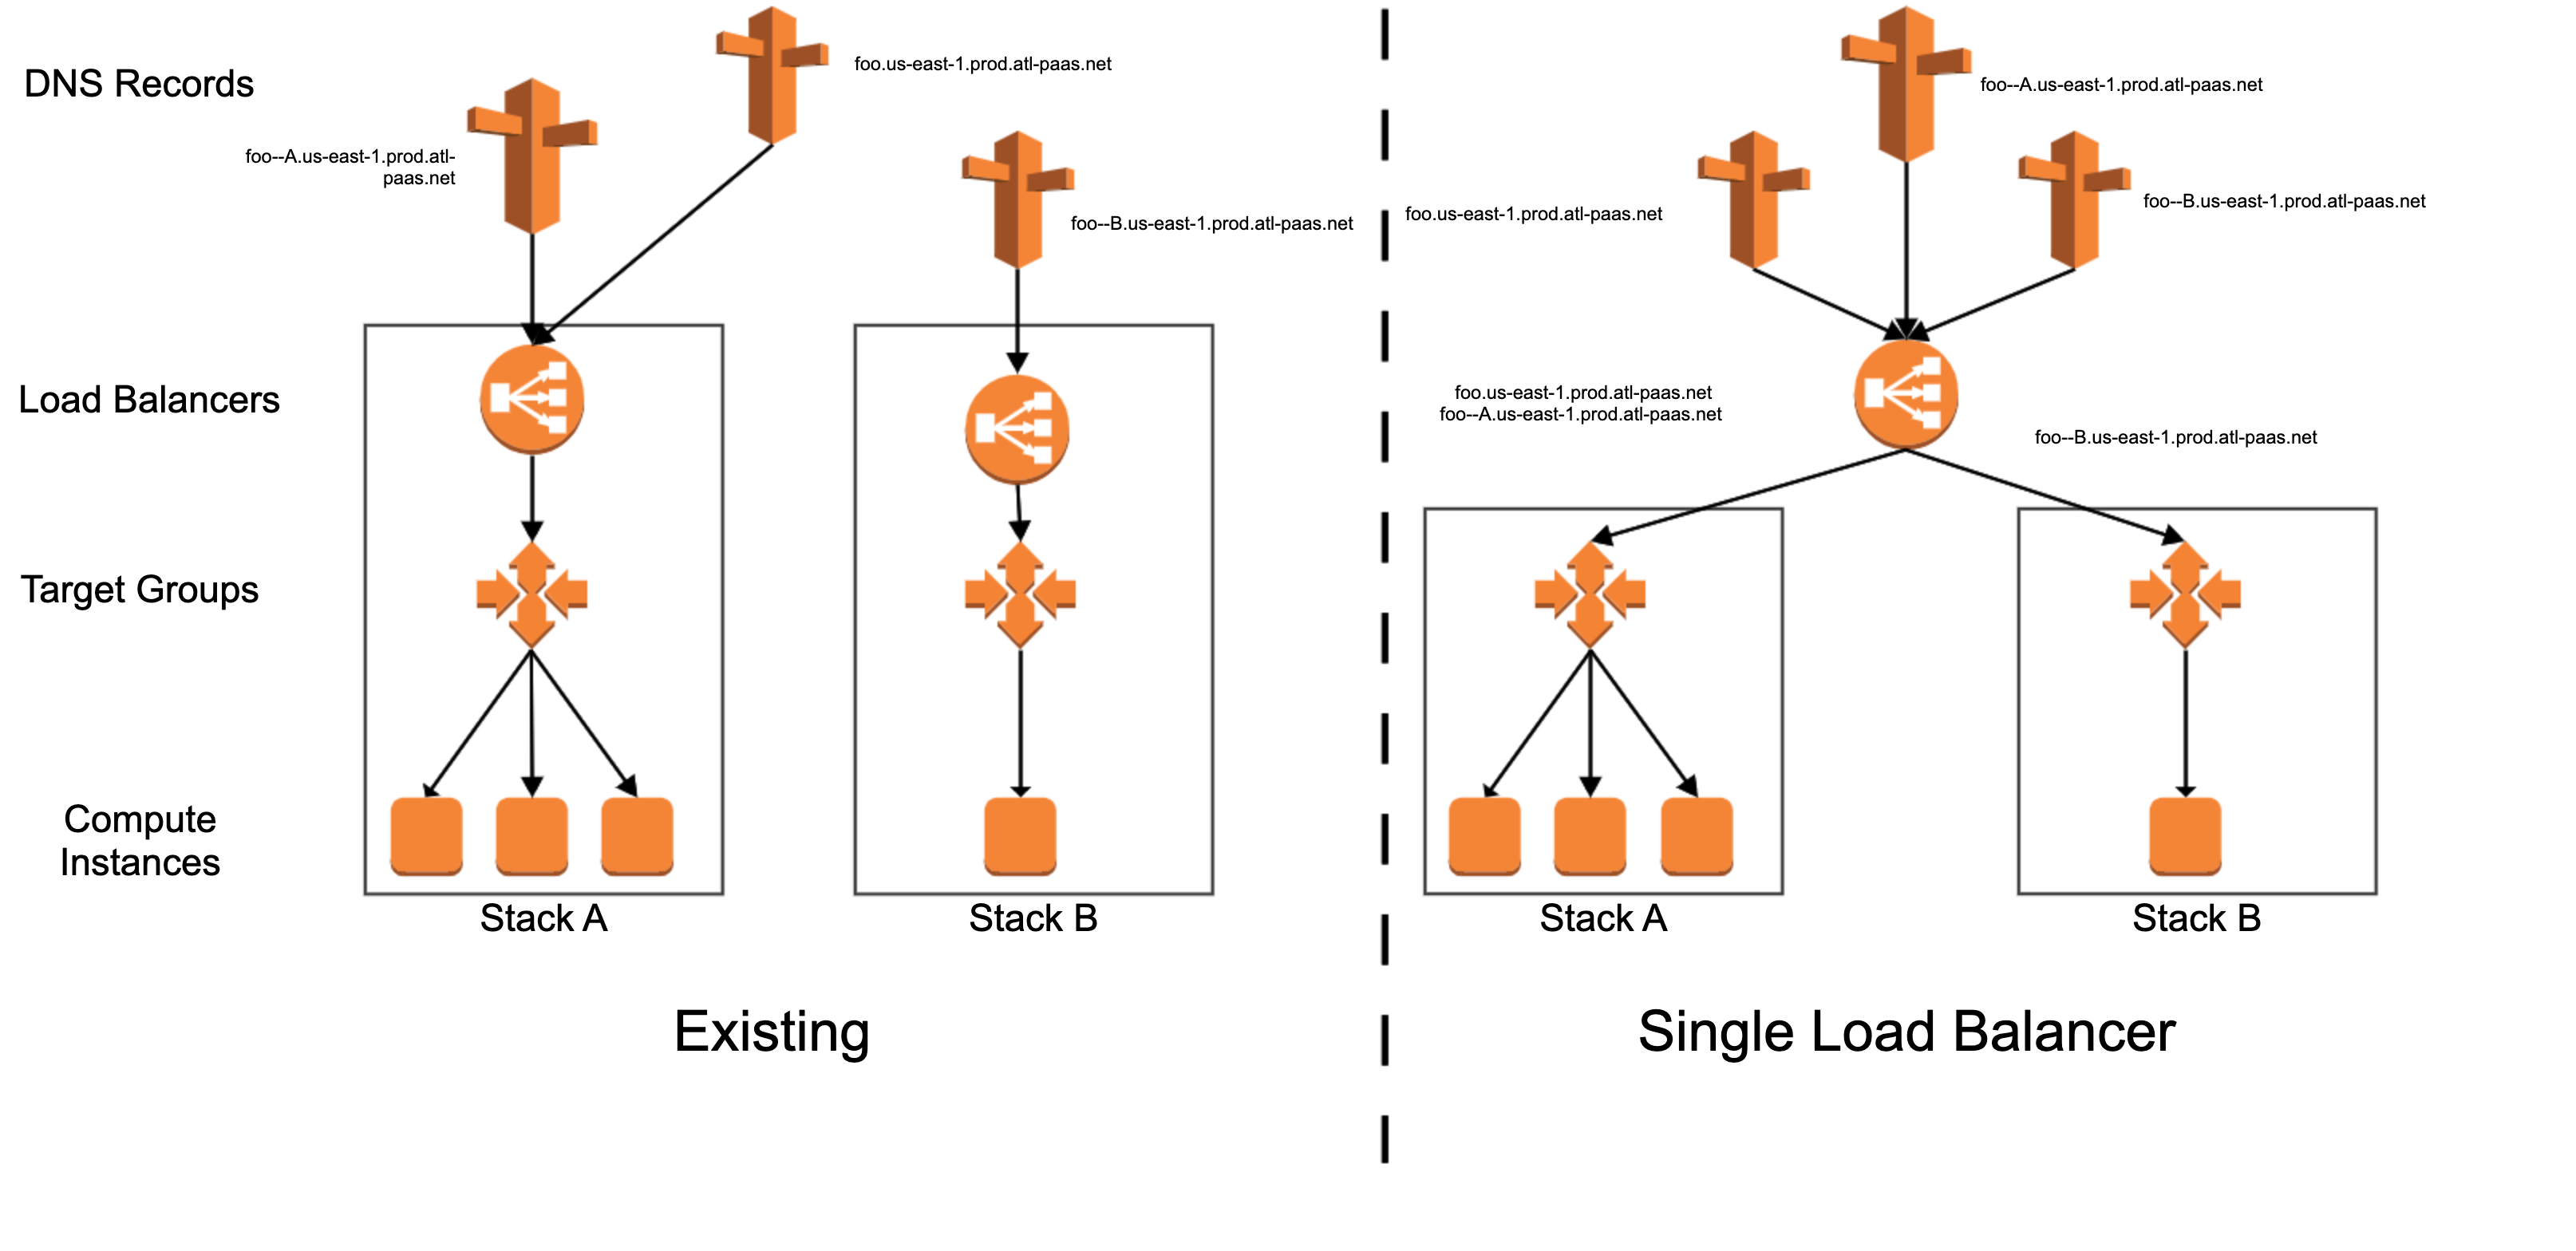 DNS Records
foo--A.us-east-1.prod.atl-
paas.net
foo.us-east-1.prod.atl-paas.net
foo--B.us-east-1.prod.atl-paas.net
Load Balancers
Target Groups
Compute
Instances
Stack A
Stack B
Existing
foo--A.us-east-1.prod.atl-paas.net
foo.us-east-1.prod.atl-paas.net
foo--B.us-east-1.prod.atl-paas.net
foo.us-east-1.prod.atl-paas.net
foo--A.us-east-1.prod.atl-paas.net
foo--B.us-east-1.prod.atl-paas.net
Stack A
Stack B
Single Load Balancer